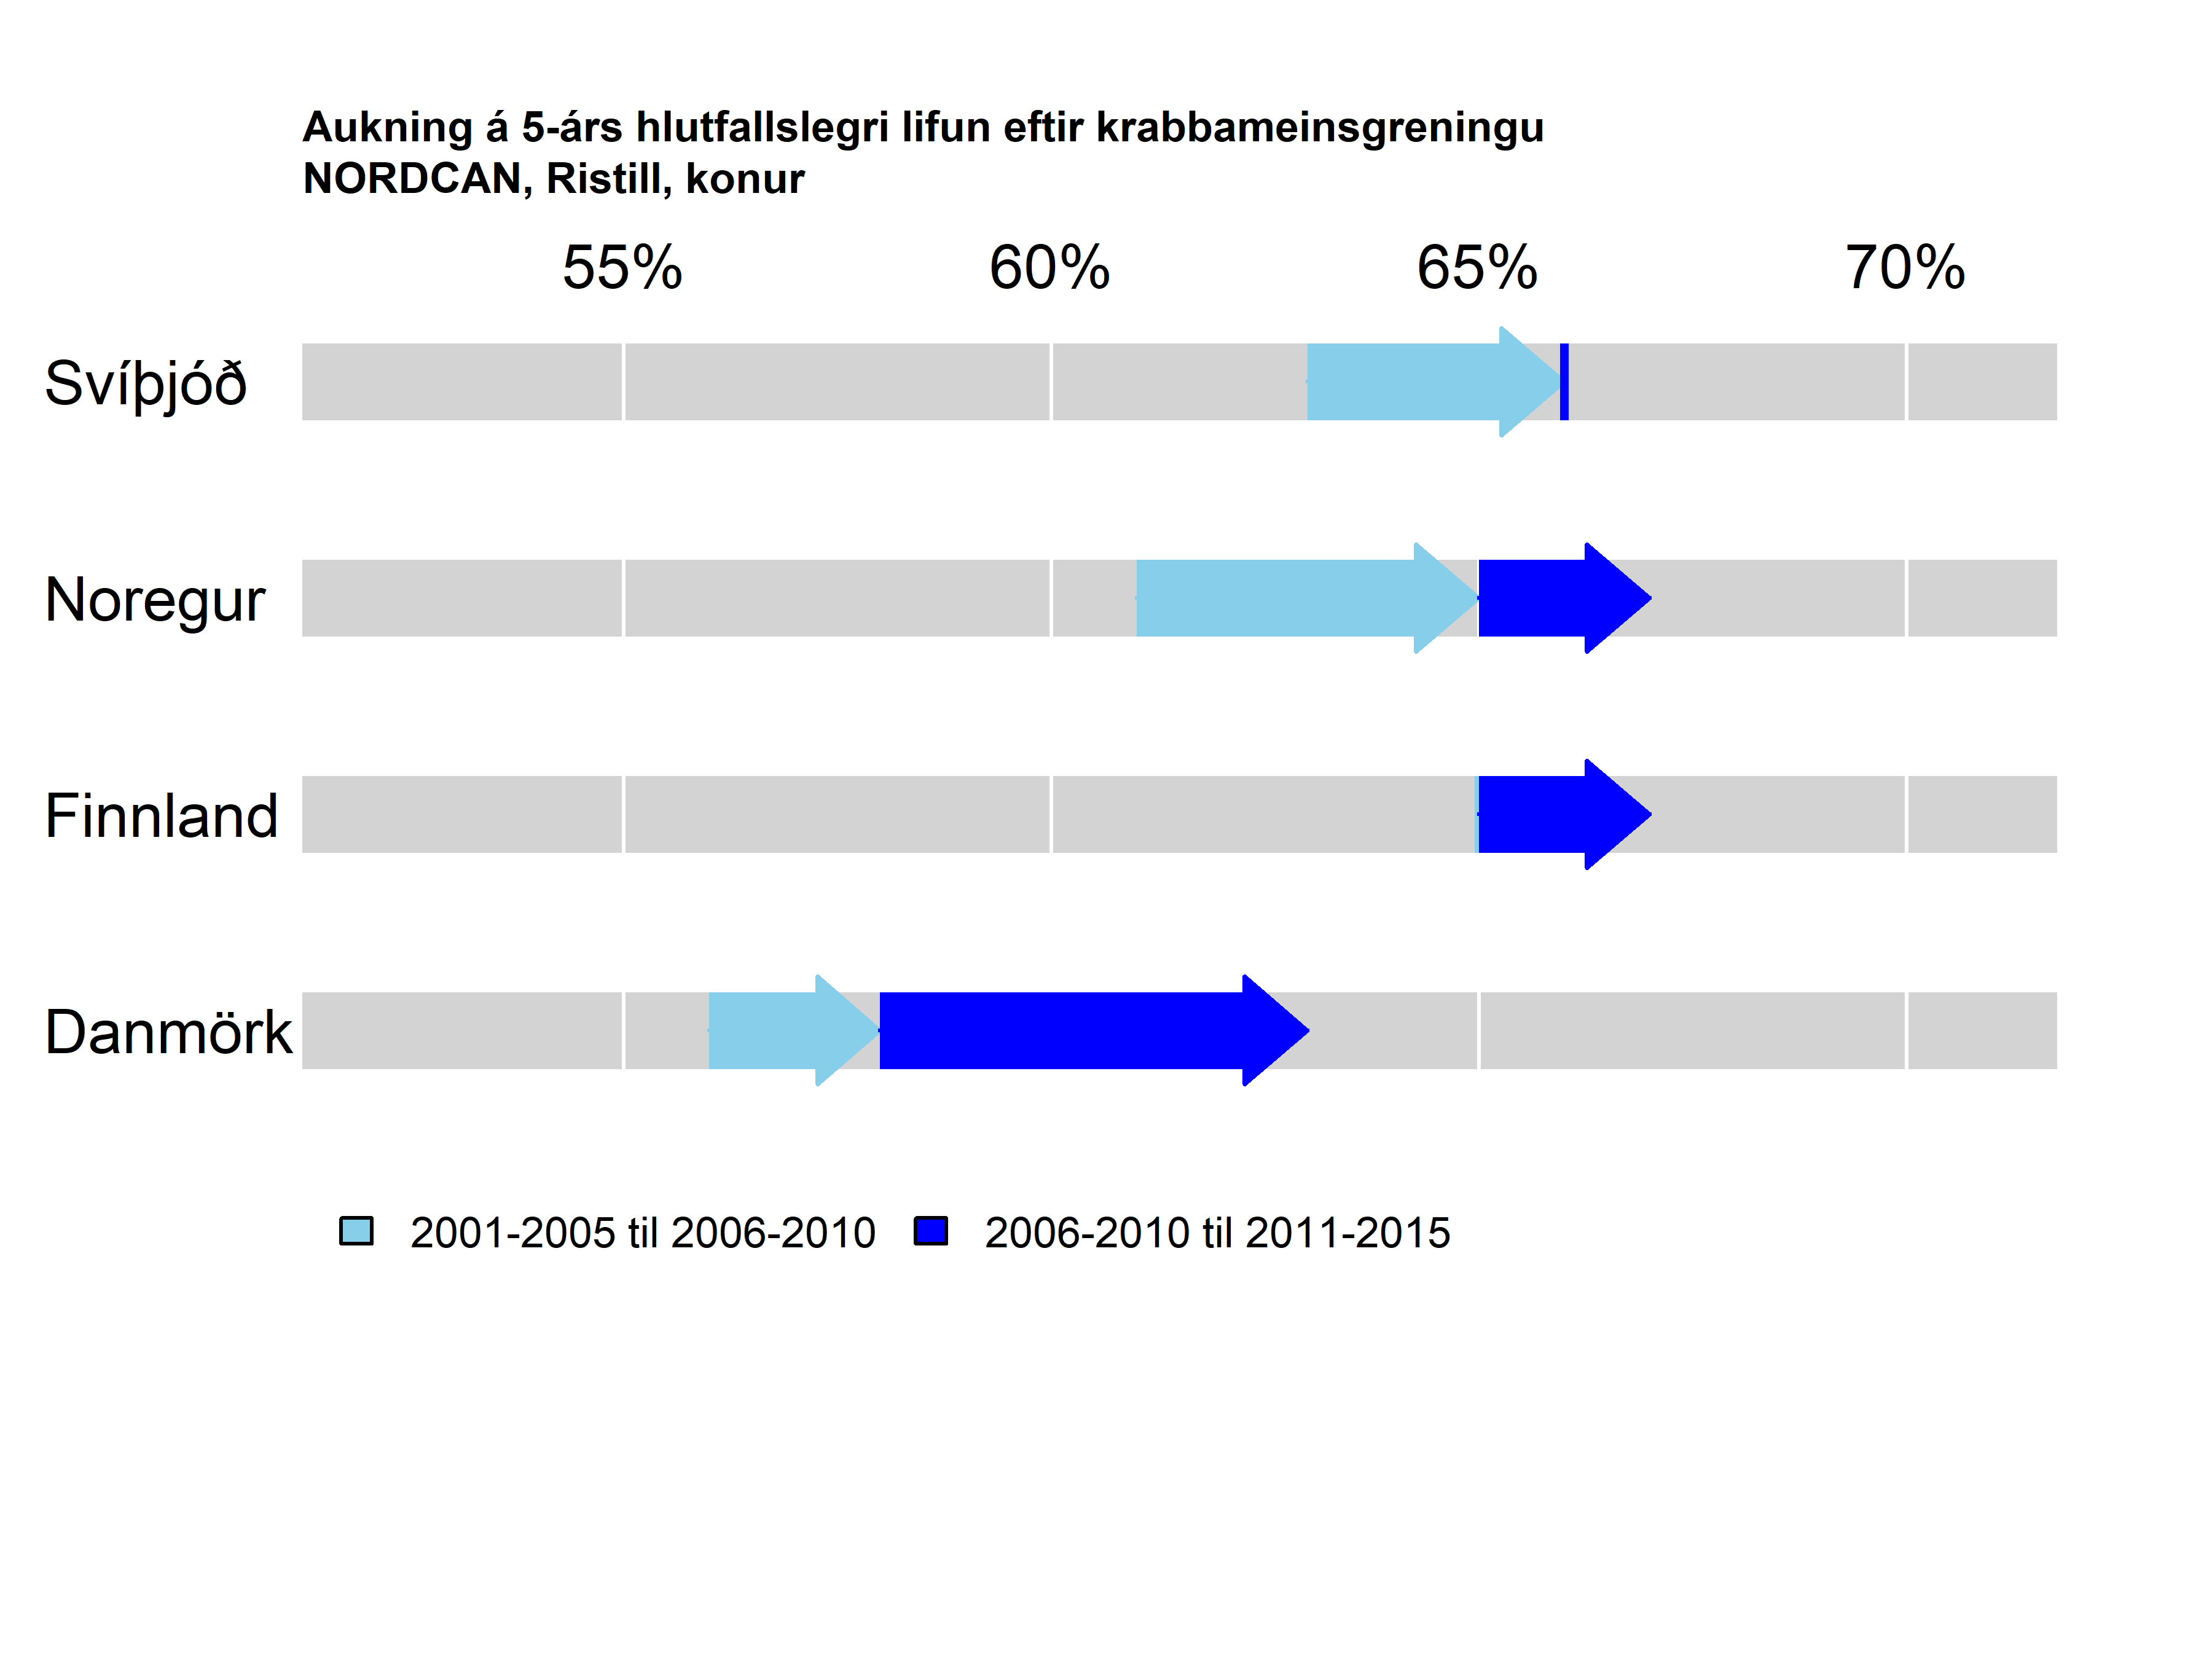 Aukning á 5-árs hlutfallslegri lifun eftir krabbameinsgreningu
NORDCAN, Ristill, konur
55% 60% 65% 70%
Svíþjóð
Noregur
Finnland
Danmörk
2001-2005 til 2006-2010 2006-2010 til 2011-2015